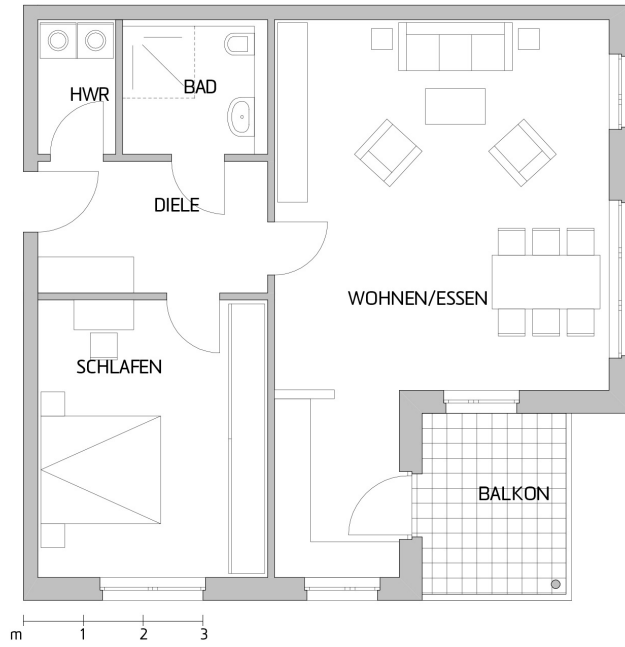 HWR
BAD
DIELE
WOHNEN/ESSEN
SCHLAFEN
BALKON
m 1 2 3